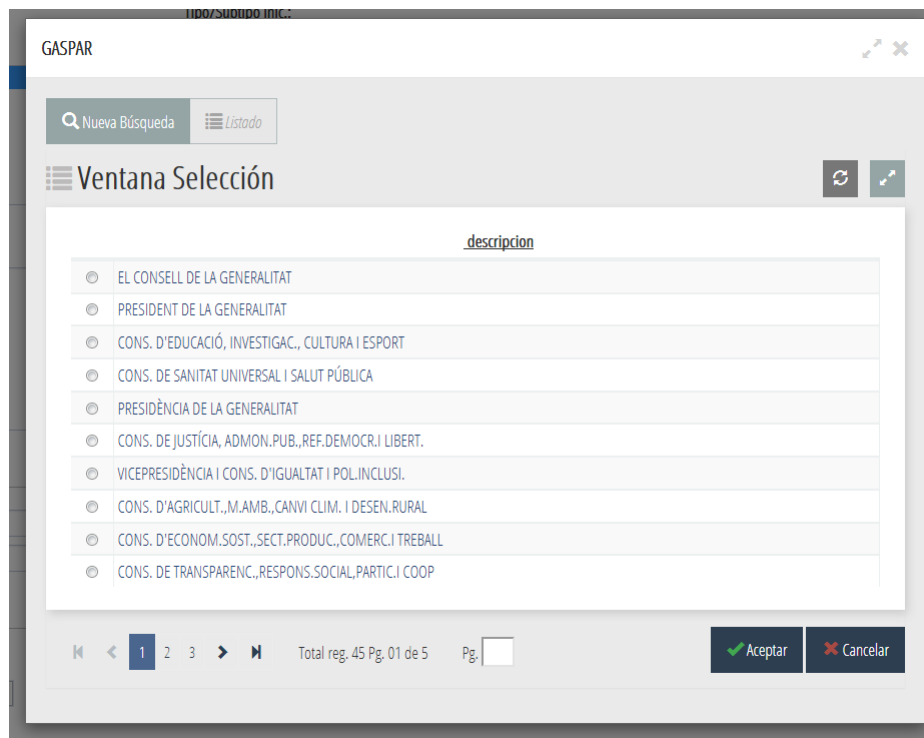 Tipo/Subtipo Inic.:
GASPAR
Nueva Búsqueda Listado
Ventana Selección
descripcion
EL CONSELL DE LA GENERALITAT
PRESIDENT DE LA GENERALITAT
CONS. D'EDUCACIÓ, INVESTIGAC., CULTURA I ESPORT
CONS. DE SANITAT UNIVERSAL I SALUT PÚBLICA
PRESIDÈNCIA DE LA GENERALITAT
CONS. DE JUSTÍCIA, ADMON.PUB.,REF.DEMOCR.I LIBERT.
VICEPRESIDÈNCIA I CONS. D'IGUALTAT I POL.INCLUSI.
CONS. D'AGRICULT.,M.AMB.,CANVI CLIM. I DESEN.RURAL
CONS. D'ECONOM.SOST.,SECT.PRODUC.,COMERC.I TREBALL
CONS. DE TRANSPARENC.,RESPONS.SOCIAL,PARTIC.I COOP
1 2 3 Total reg. 45 Pg. 01 de 5 Pg. Aceptar Cancelar